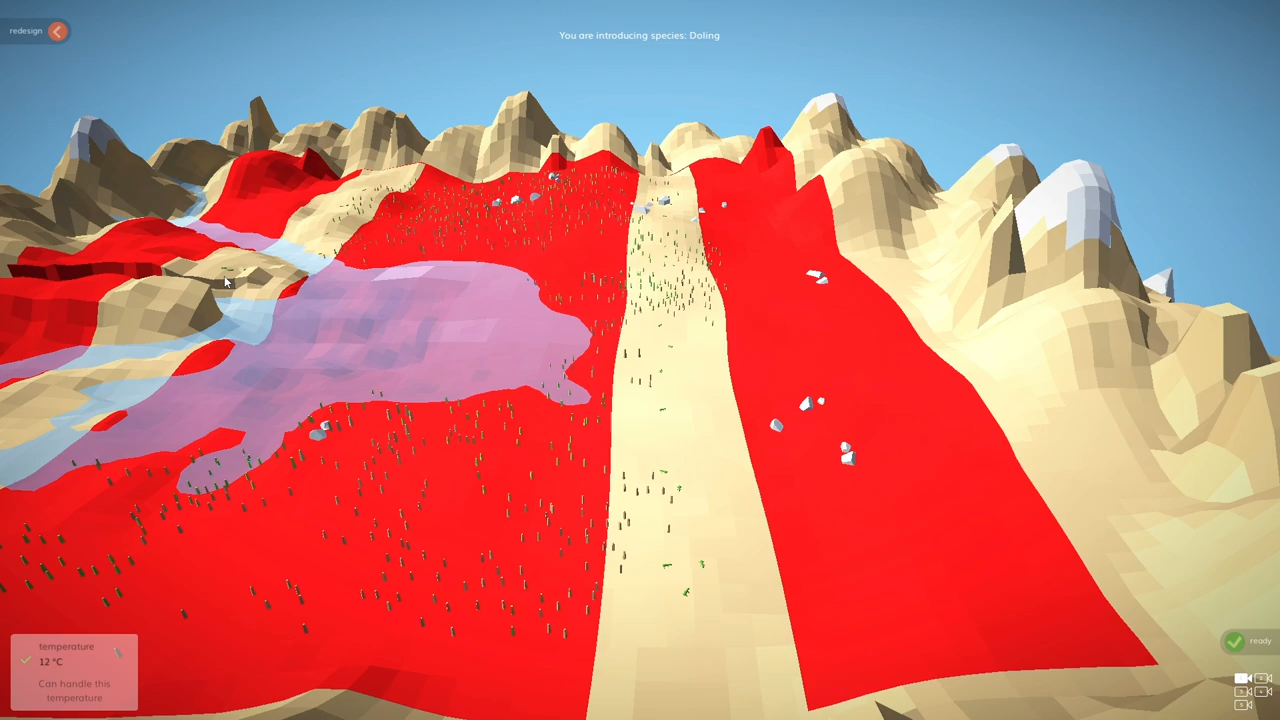 redesign
You are introducing species: Doling
temperature
12 °C
Can handle this
temperature
ready